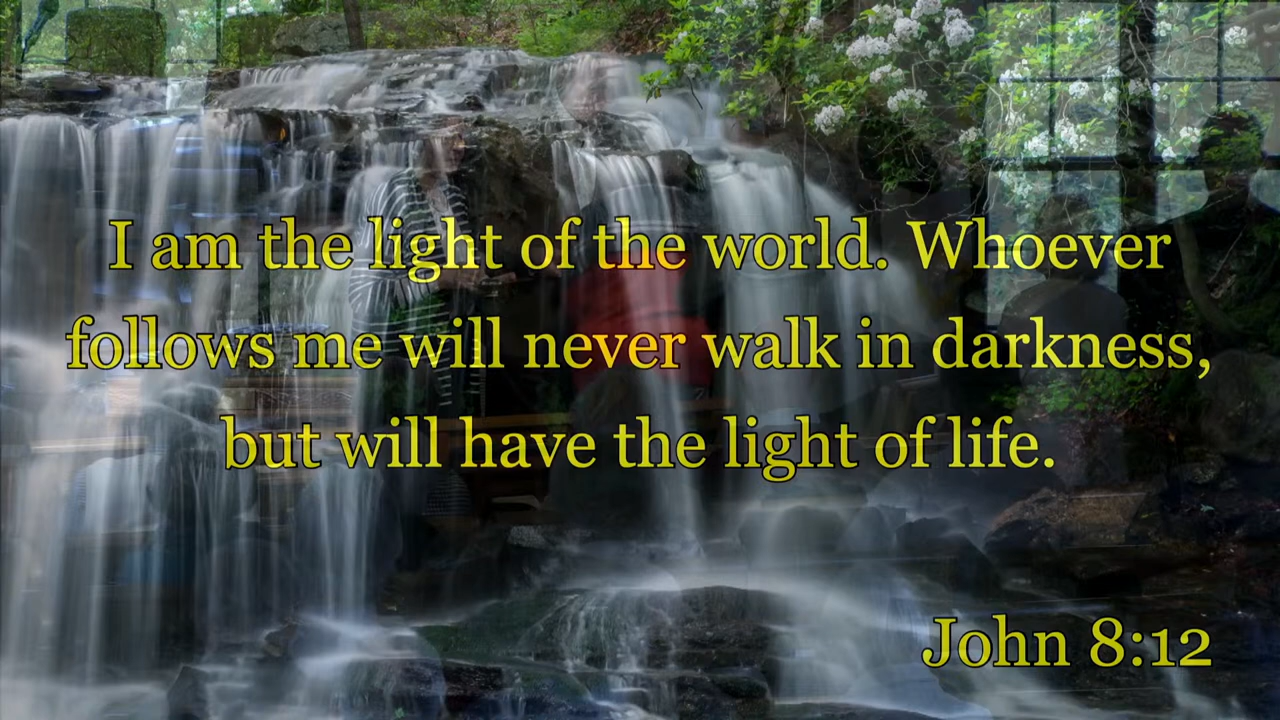 I am the light of the world. Whoever
follows me will never walk in darkness,
but will have the light of life.
John 8:12